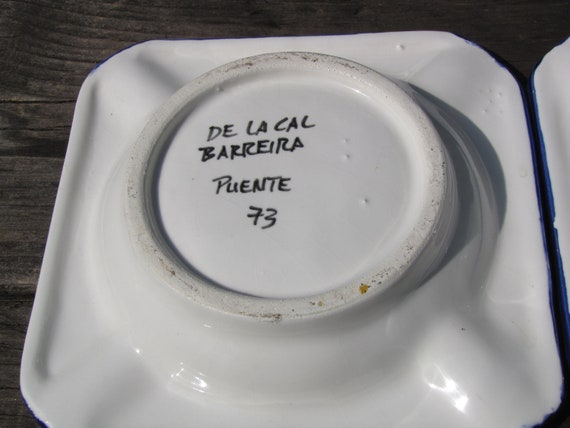 DE LA CAL
BARREIRA
PUENTE
73